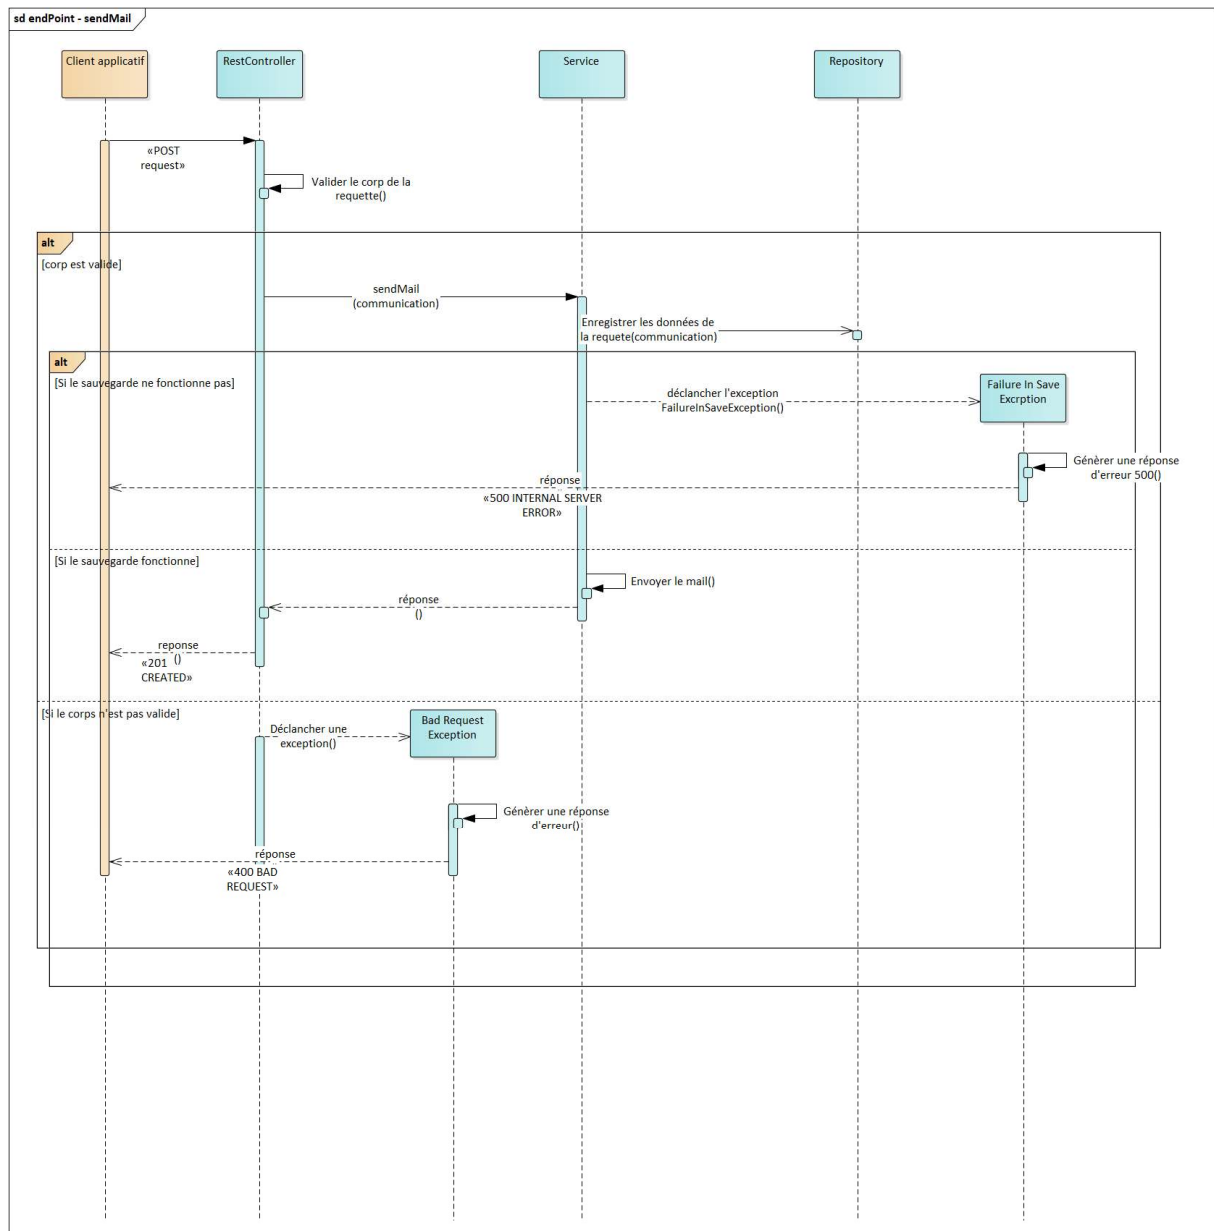 sd endPoint - sendMail
Client applicatif
RestController
Service
Repository
«POST
request»
Valider le corp de la
requette()
alt
[corp est valide]
sendMail
(communication)
Enregistrer les données de
la requete(communication)
alt
[Si le sauvegarde ne fonctionne pas]
Failure In Save
Excrption
déclancher l'exception
FailureInSaveException()
Génèrer une réponse
d'erreur 500()
réponse
«500 INTERNAL SERVER
ERROR»
[Si le sauvegarde fonctionne]
Envoyer le mail()
réponse
()
reponse
()
«201
CREATED»
[Si le corps n'est pas valide]
Bad Request
Exception
Déclancher une
exception()
Génèrer une réponse
d'erreur()
réponse
«400 BAD
REQUEST»